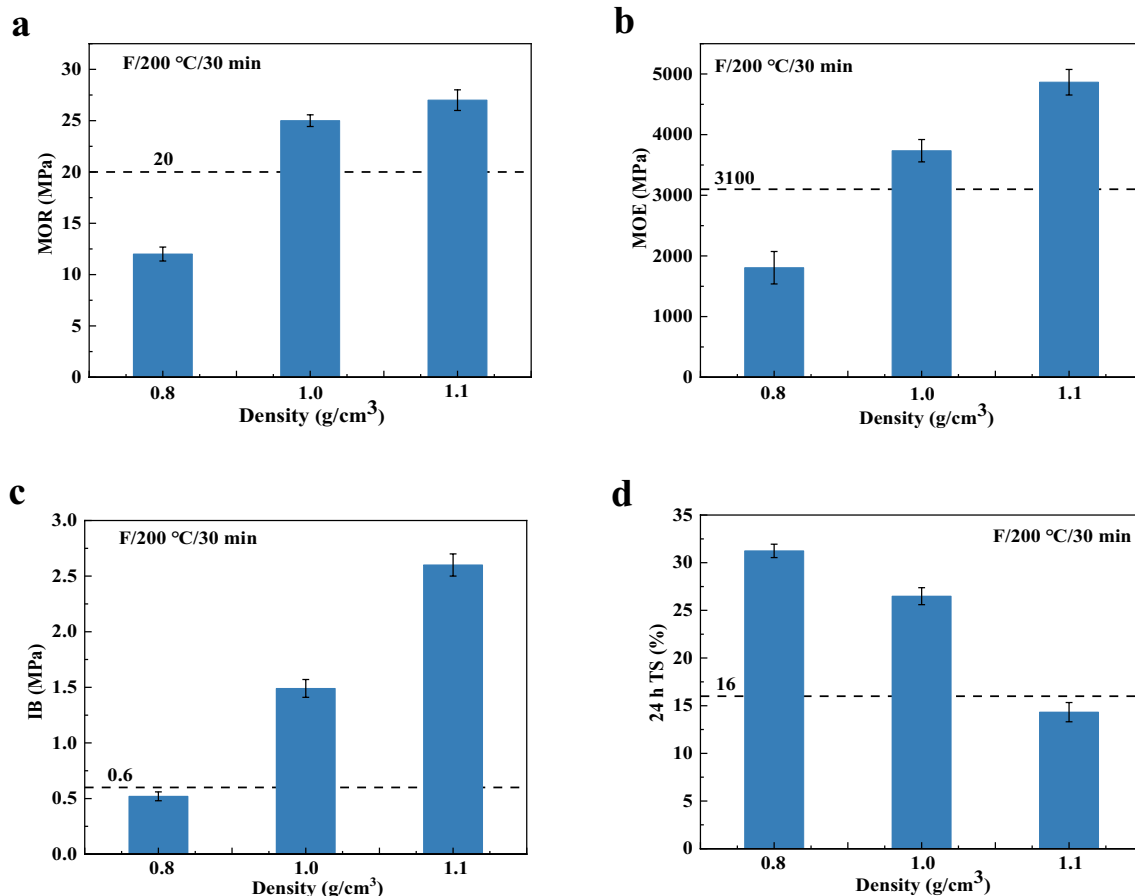 a
F/200 °C/30 min
30
25
20
15
10
5
0
20
MOR (MPa)
0.8
1.0
1.1
Density (g/cm³)
b
F/200 °C/30 min
5000
4000
3000
2000
1000
0
3100
MOE (MPa)
0.8
1.0
1.1
Density (g/cm³)
c
F/200 °C/30 min
3.0
2.5
2.0
1.5
1.0
0.5
0.0
0.6
IB (MPa)
0.8
1.0
1.1
Density (g/cm³)
d
F/200 °C/30 min
35
30
25
20
15
10
5
0
16
24 h TS (%)
0.8
1.0
1.1
Density (g/cm³)